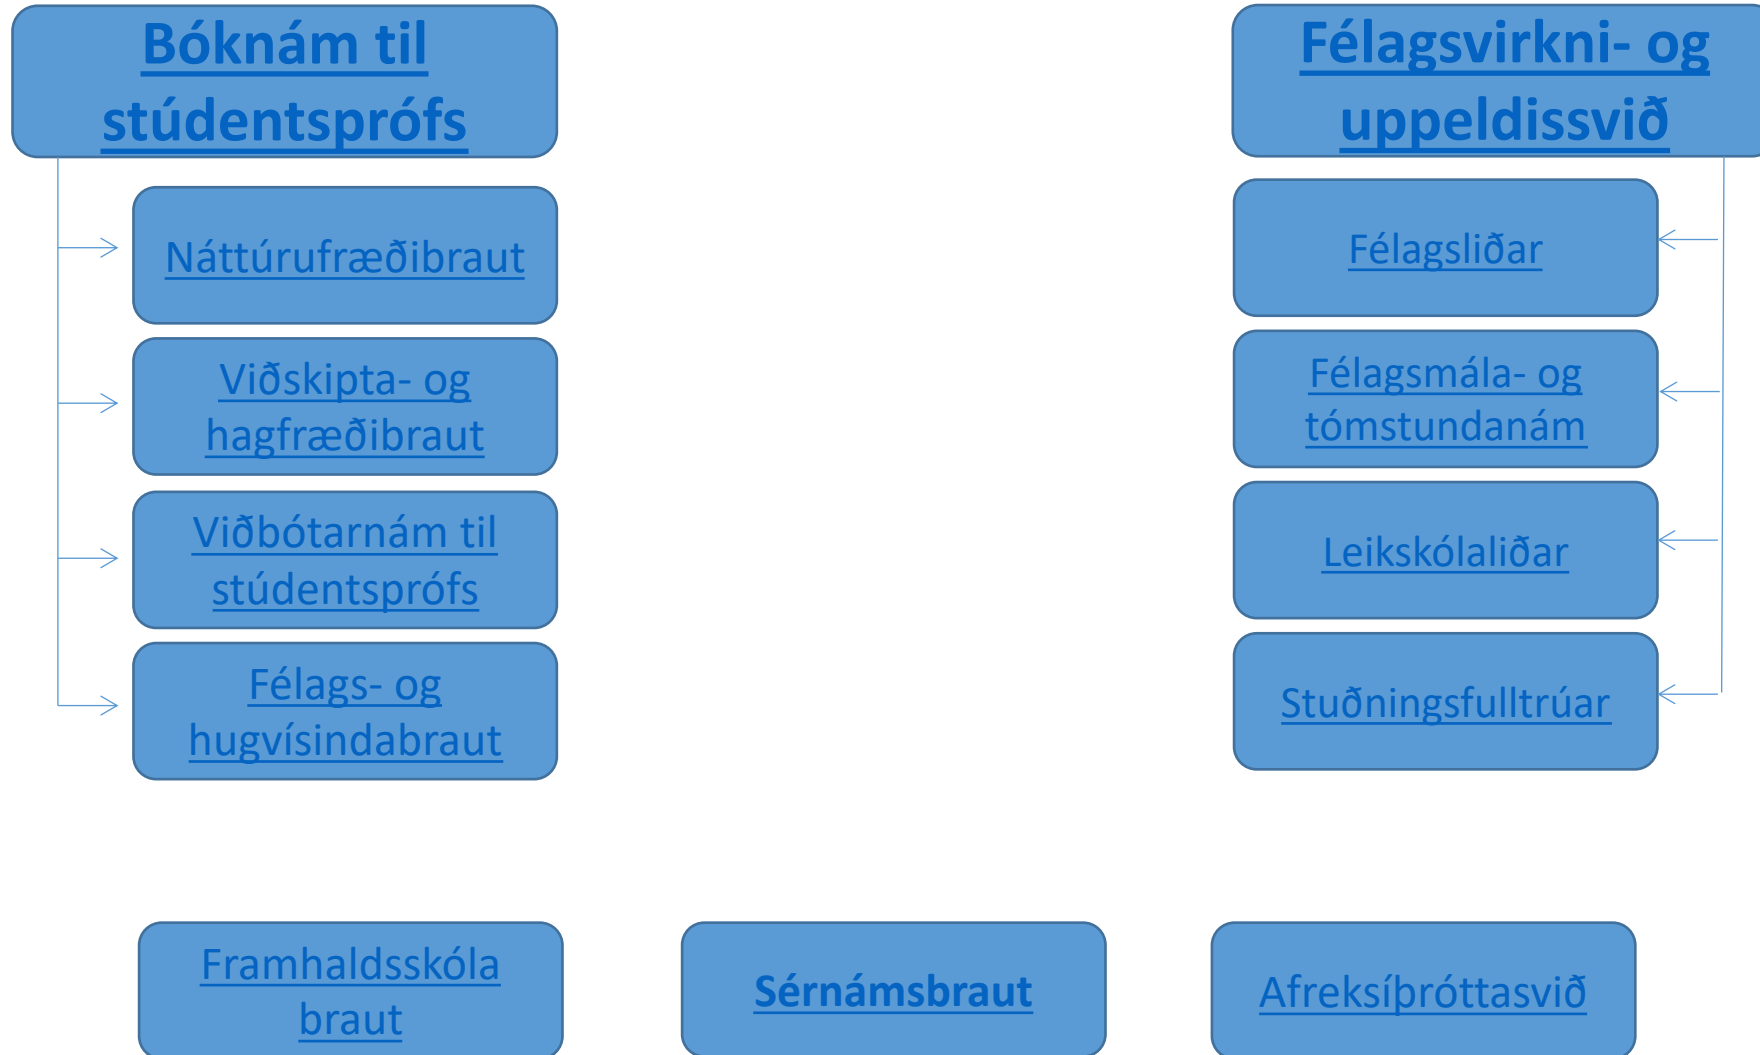 Bóknám til
stúdentsprófs
Náttúrufræðibraut
Viðskipta- og
hagfræðibraut
Viðbótarnám til
stúdentsprófs
Félags- og
hugvísindabraut
Félagsvirkni- og
uppeldissvið
Félagsliðar
Félagsmála- og
tómstundanám
Leikskólaliðar
Stuðningsfulltrúar
Framhaldsskóla
braut
Sérnámsbraut
Afreksíþróttasvið